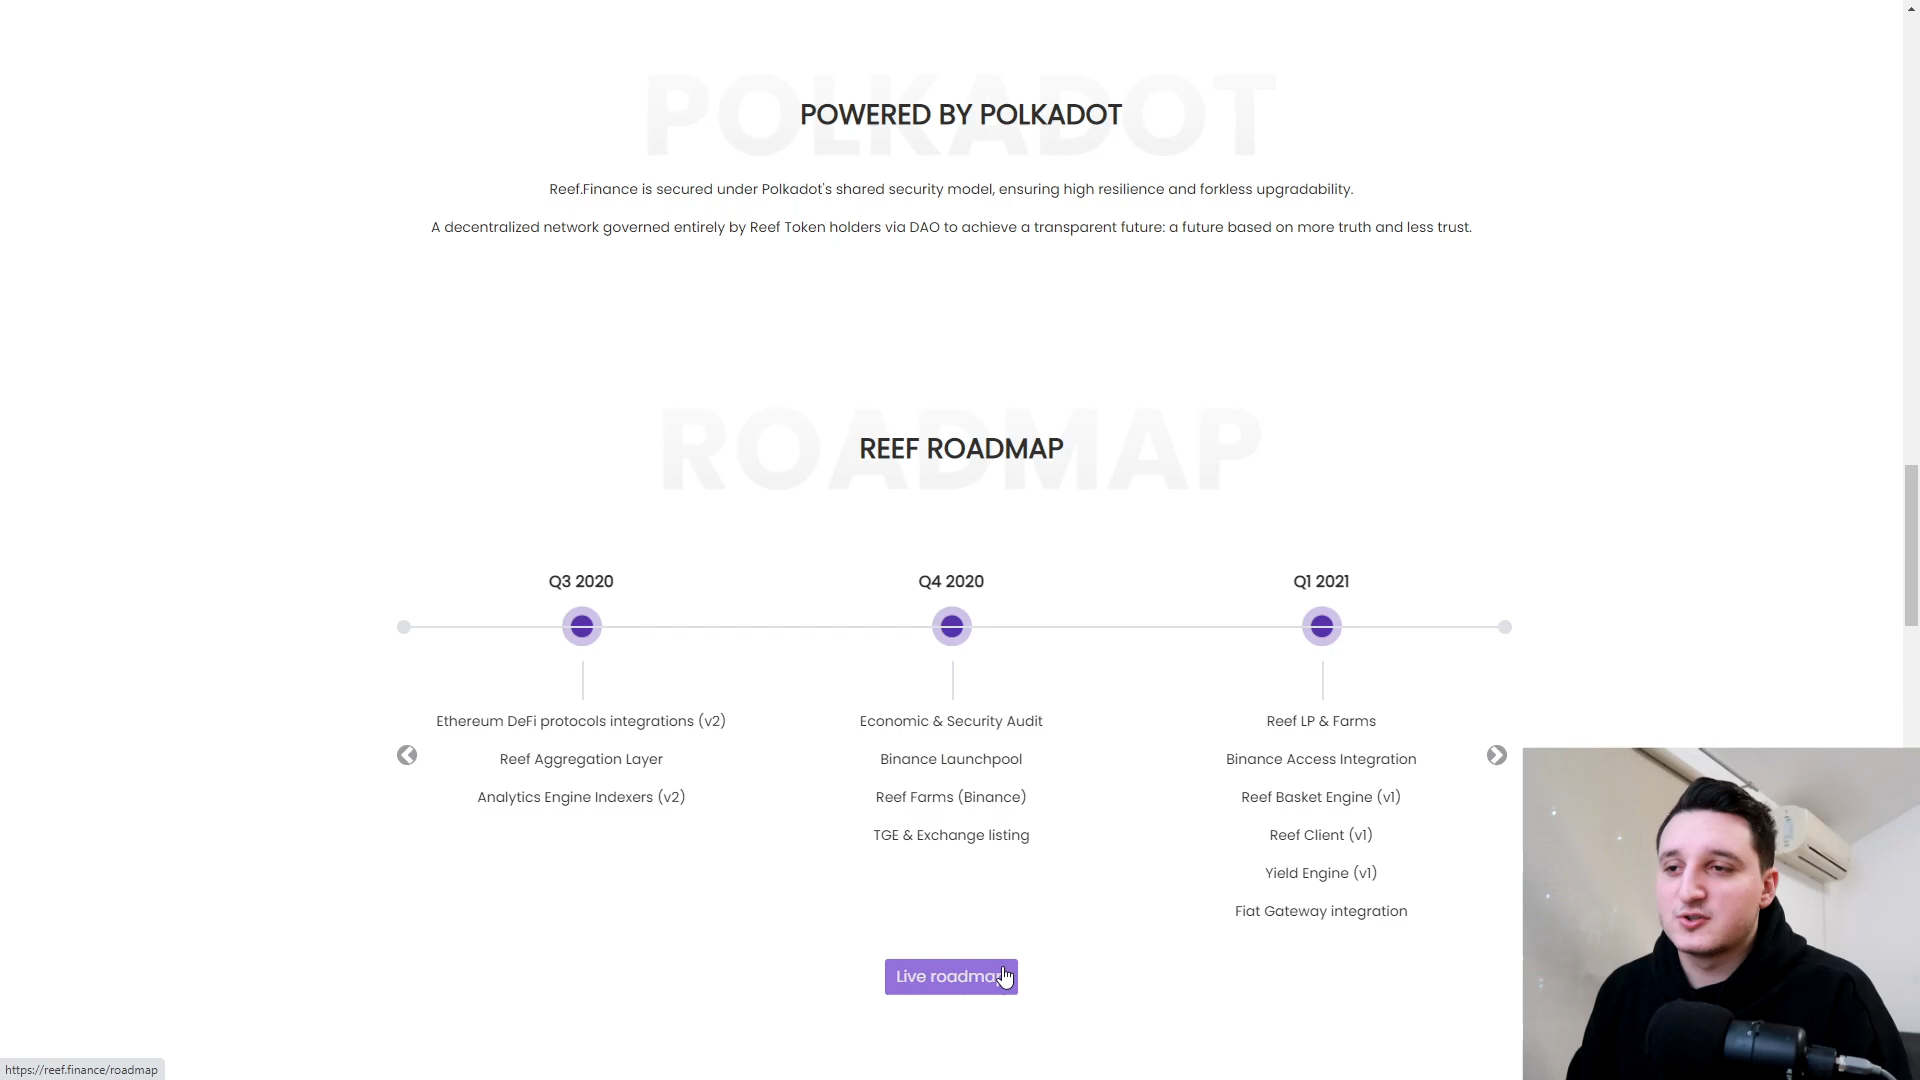 POLKADOT
POWERED BY POLKADOT
Reef.Finance is secured under Polkadot's shared security model, ensuring high resilience and forkless upgradability.
A decentralized network governed entirely by Reef Token holders via DAO to achieve a transparent future: a future based on more truth and less trust.
ROADMAP
REEF ROADMAP
Q3 2020
Ethereum DeFi protocols integrations (v2)
Reef Aggregation Layer
Analytics Engine Indexers (v2)
Q4 2020
Economic & Security Audit
Binance Launchpool
Reef Farms (Binance)
TGE & Exchange listing
Q1 2021
Reef LP & Farms
Binance Access Integration
Reef Basket Engine (v1)
Reef Client (v1)
Yield Engine (v1)
Fiat Gateway integration
Live roadmap
https://reef.finance/roadmap